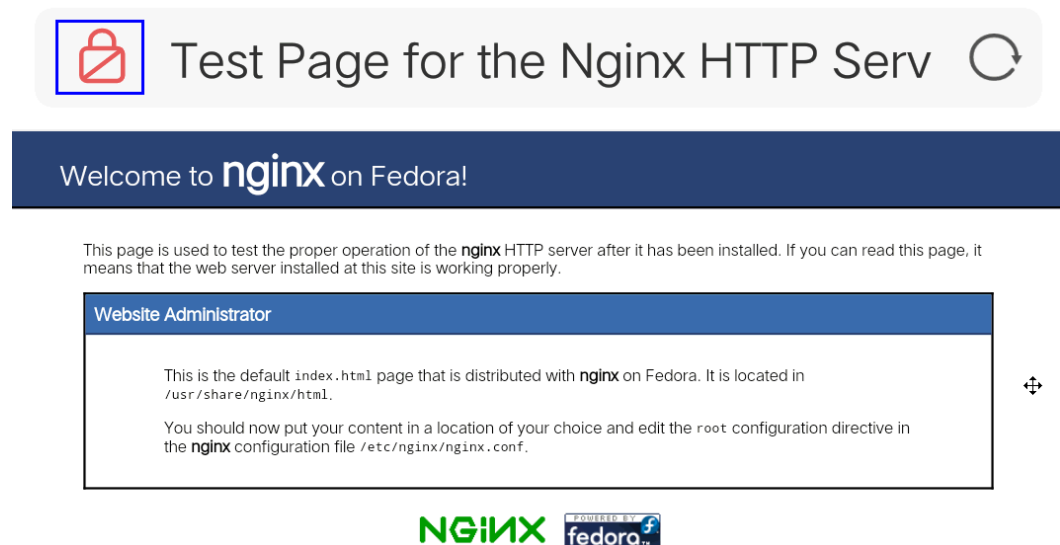 Test Page for the Nginx HTTP Serv
Welcome to nginx on Fedora!
This page is used to test the proper operation of the nginx HTTP server after it has been installed. If you can read this page, it
means that the web server installed at this site is working properly.
Website Administrator
This is the default index.html page that is distributed with nginx on Fedora. It is located in
/usr/share/nginx/html.
You should now put your content in a location of your choice and edit the root configuration directive in
the nginx configuration file /etc/nginx/nginx.conf.
NGINX
POWERED BY
fedora